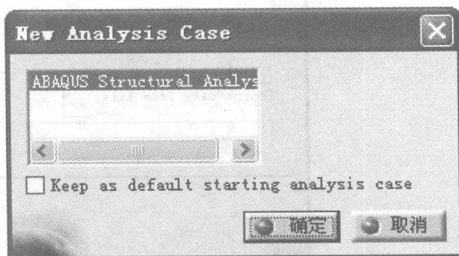 New Analysis Case
ABAQUS Structural Analys
Keep as default starting analysis case
确定 取消